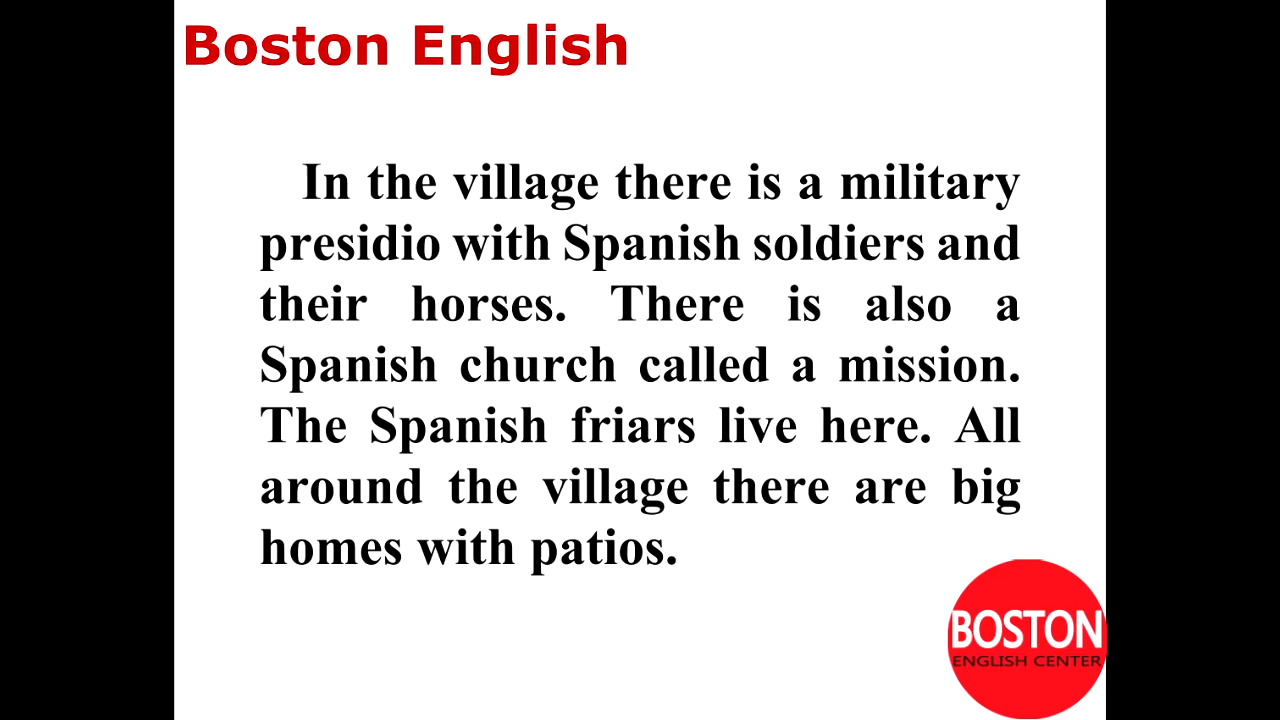 Boston English
In the village there is a military
presidio with Spanish soldiers and
their horses. There is also a
Spanish church called a mission.
The Spanish friars live here. All
around the village there are big
homes with patios.
BOSTON
ENGLISH CENTER